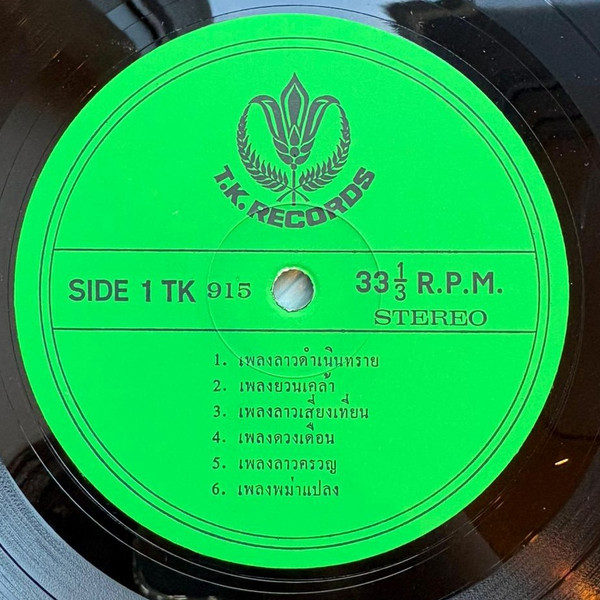 T.K. RECORDS
SIDE 1 TK 915
33 1/3 R.P.M.
STEREO
1. เพลงลาวดำเนินทราย
2. เพลงยวนเคล้า
3. เพลงลาวเสี่ยงเทียน
4. เพลงดวงเดือน
5. เพลงลาวครวญ
6. เพลงพม่าแปลง